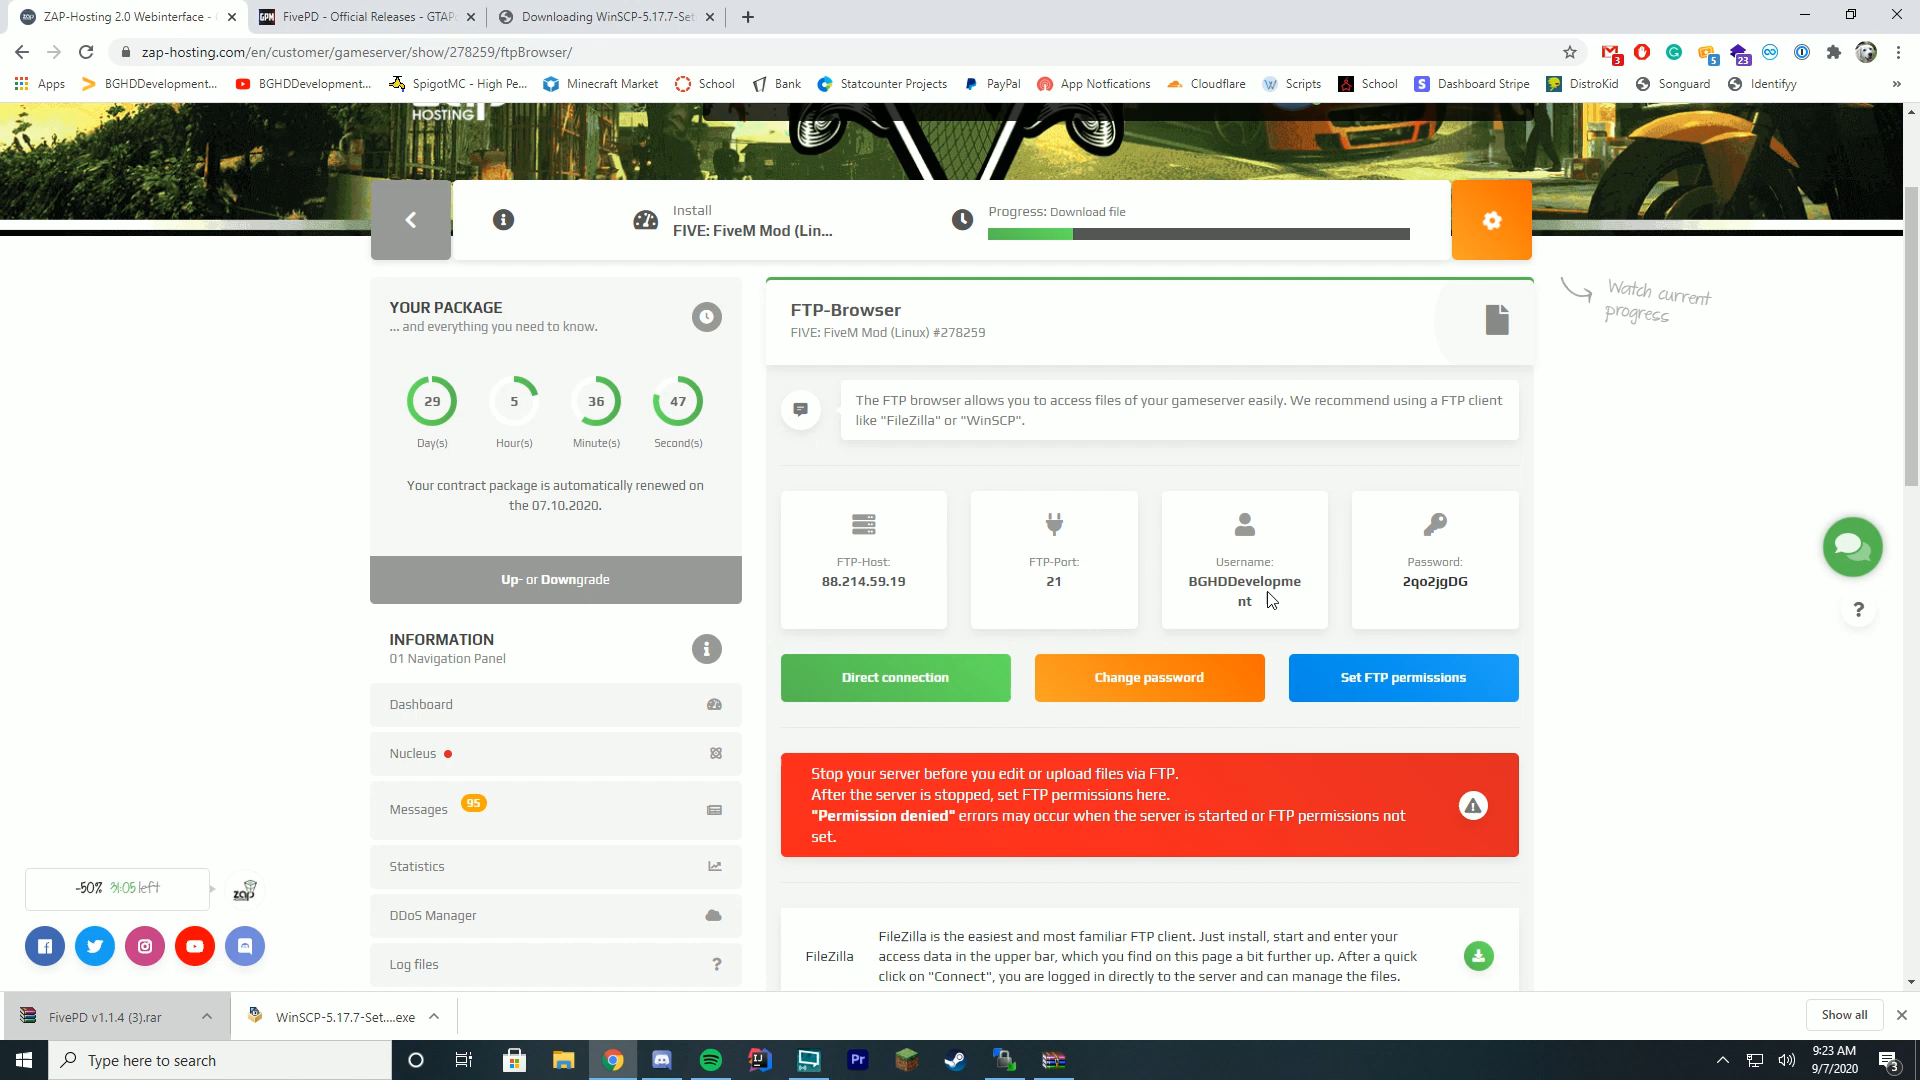 ZAP-Hosting 2.0 Webinterface -
FivePD - Official Releases - GTAPo
Downloading WinSCP-5.17.7-Set
zap-hosting.com/en/customer/gameserver/show/278259/ftpBrowser/
3
5
23
Apps
BGHDDevelopment...
BGHDDevelopment...
SpigotMC - High Pe...
Minecraft Market
School
Bank
Statcounter Projects
PayPal
App Notfications
Cloudflare
Scripts
School
Dashboard Stripe
DistroKid
Songuard
Identifyy
»
HOSTING
Install
FIVE: FiveM Mod (Lin...
Progress: Download file
Watch current
progress
YOUR PACKAGE
... and everything you need to know.
29
5
36
47
Day(s)
Hour(s)
Minute(s)
Second(s)
Your contract package is automatically renewed on
the 07.10.2020.
Up- or Downgrade
INFORMATION
01 Navigation Panel
Dashboard
Nucleus
Messages
95
Statistics
DDoS Manager
Log files
?
FTP-Browser
FIVE: FiveM Mod (Linux) #278259
The FTP browser allows you to access files of your gameserver easily. We recommend using a FTP client
like "FileZilla" or "WinSCP".
FTP-Host:
88.214.59.19
FTP-Port:
21
Username:
BGHDDevelopme
nt
Password:
2qo2jgDG
Direct connection
Change password
Set FTP permissions
Stop your server before you edit or upload files via FTP.
After the server is stopped, set FTP permissions here.
"Permission denied" errors may occur when the server is started or FTP permissions not
set.
FileZilla
FileZilla is the easiest and most familiar FTP client. Just install, start and enter your
access data in the upper bar, which you find on this page a bit further up. After a quick
click on "Connect", you are logged in directly to the server and can manage the files.
?
-50% 31:05 left
zap
FivePD v1.1.4 (3).rar
WinSCP-5.17.7-Set....exe
Show all
Type here to search
9:23 AM
9/7/2020
3